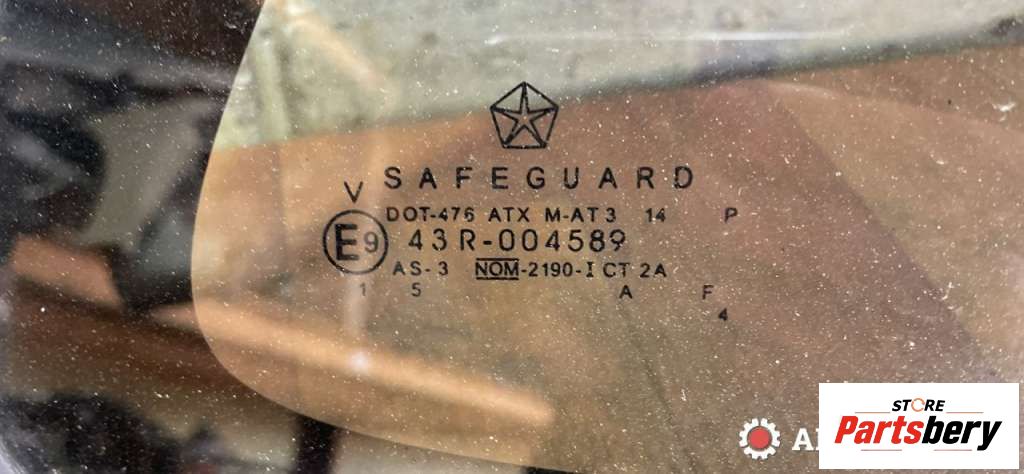 SAFEGUARD
V
DOT-476 ATX M-AT3 14 P
E9 43R-004589
AS-3 NOM-2190-I CT 2A
1 5 A F
4
STORE
Partsbery